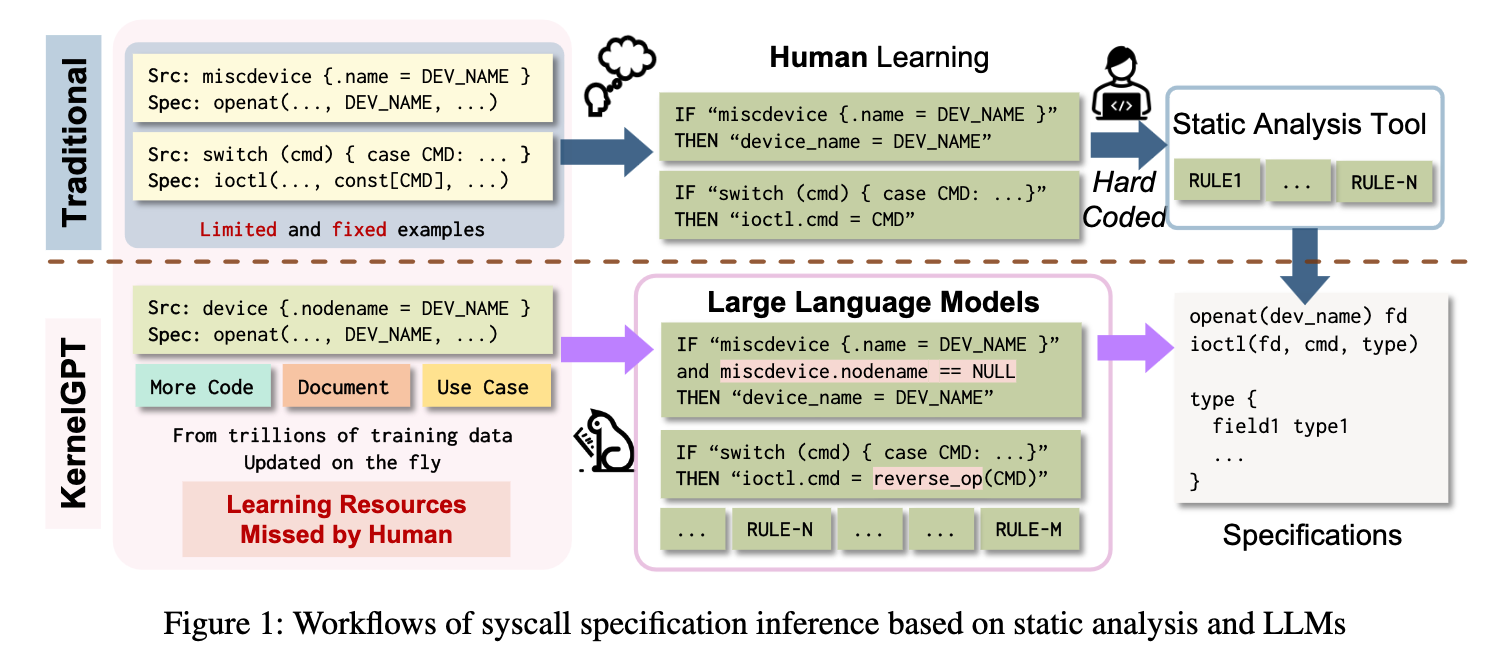 Traditional
Src: miscdevice {.name = DEV_NAME }
Spec: openat(..., DEV_NAME, ...)
Src: switch (cmd) { case CMD: ... }
Spec: ioctl(..., const[CMD], ...)
Limited and fixed examples
Human Learning
IF “miscdevice {.name = DEV_NAME }”
THEN “device_name = DEV_NAME”
IF “switch (cmd) { case CMD: ...}”
THEN “ioctl.cmd = CMD”
Hard
Coded
</>
Static Analysis Tool
RULE1
...
RULE-N
KernelGPT
Src: device {.nodename = DEV_NAME }
Spec: openat(..., DEV_NAME, ...)
More Code
Document
Use Case
From trillions of training data
Updated on the fly
Learning Resources
Missed by Human
Large Language Models
IF “miscdevice {.name = DEV_NAME }”
and miscdevice.nodename == NULL
THEN “device_name = DEV_NAME”
IF “switch (cmd) { case CMD: ...}”
THEN “ioctl.cmd = reverse_op(CMD)”
...
RULE-N
...
...
RULE-M
openat(dev_name) fd
ioctl(fd, cmd, type)
type {
field1 type1
...
}
Specifications
Figure 1: Workflows of syscall specification inference based on static analysis and LLMs